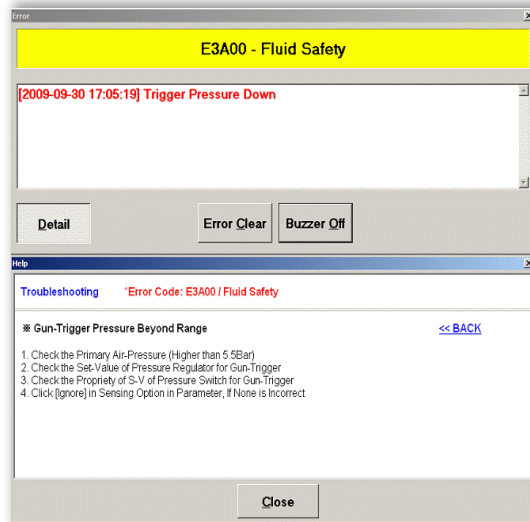 Error
E3A00 - Fluid Safety
[2009-09-30 17:05:19] Trigger Pressure Down
Detail
Error Clear
Buzzer Off
Help
Troubleshooting *Error Code: E3A00 / Fluid Safety
※ Gun-Trigger Pressure Beyond Range << BACK
1. Check the Primary Air-Pressure (Higher than 5.5Bar)
2. Check the Set-Value of Pressure Regulator for Gun-Trigger
3. Check the Propriety of S-V of Pressure Switch for Gun-Trigger
4. Click [Ignore] in Sensing Option in Parameter, If None is Incorrect
Close